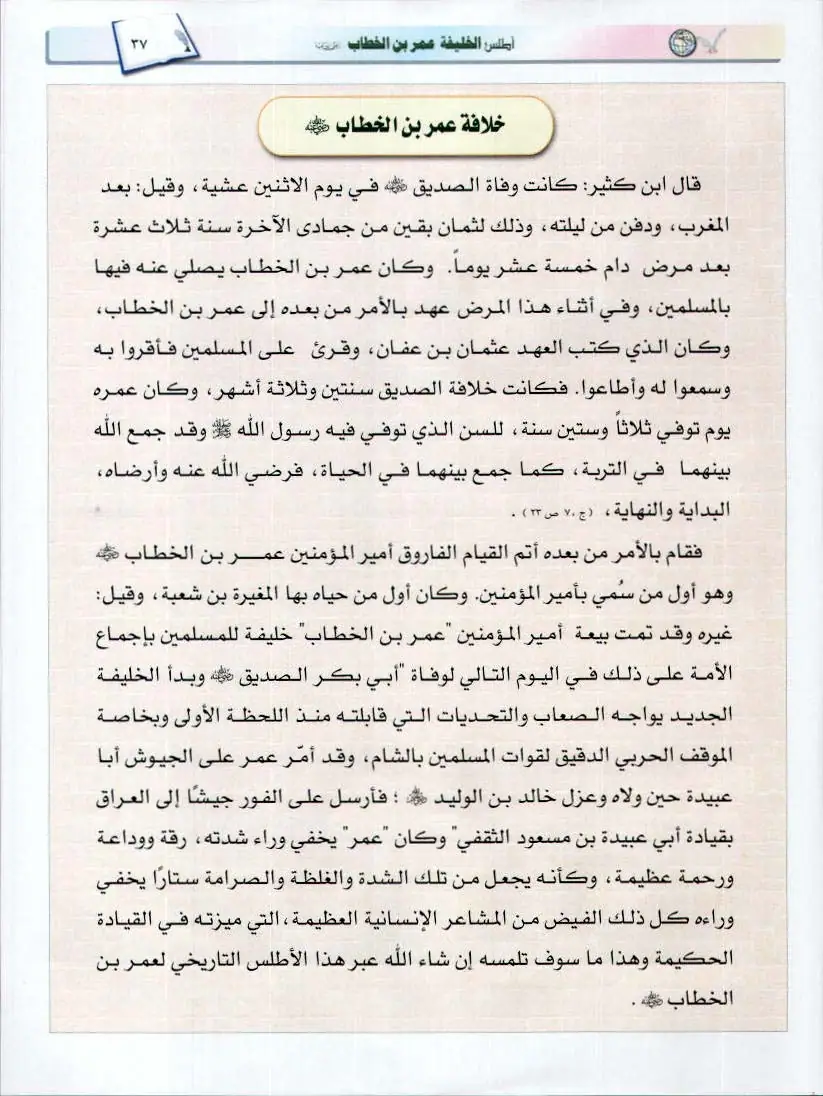 أطلس الخليفة عمر بن الخطاب ﷁ
٣٧
خلافة عمر بن الخطاب ﷁ
قال ابن كثير: كانت وفاة الصديق ﷁ في يوم الاثنين عشية، وقيل: بعد
المغرب، ودفن من ليلته، وذلك لثمان بقين من جمادى الآخرة سنة ثلاث عشرة
بعد مرض دام خمسة عشر يوماً. وكان عمر بن الخطاب يصلي عنه فيها
بالمسلمين، وفي أثناء هذا المرض عهد بالأمر من بعده إلى عمر بن الخطاب،
وكان الذي كتب العهد عثمان بن عفان، وقرئ على المسلمين فأقروا به
وسمعوا له وأطاعوا. فكانت خلافة الصديق سنتين وثلاثة أشهر، وكان عمره
يوم توفي ثلاثاً وستين سنة، للسن الذي توفي فيه رسول الله ﷺ وقد جمع الله
بينهما في التربة، كما جمع بينهما في الحياة، فرضي الله عنه وأرضاه،
البداية والنهاية، (ج ٧، ص ٢٣) .
فقام بالأمر من بعده أتم القيام الفاروق أمير المؤمنين عمر بن الخطاب ﷁ
وهو أول من سُمي بأمير المؤمنين. وكان أول من حياه بها المغيرة بن شعبة، وقيل:
غيره وقد تمت بيعة أمير المؤمنين "عمر بن الخطاب" خليفة للمسلمين بإجماع
الأمة على ذلك في اليوم التالي لوفاة "أبي بكر الصديق ﷁ وبدأ الخليفة
الجديد يواجه الصعاب والتحديات التي قابلته منذ اللحظة الأولى وبخاصة
الموقف الحربي الدقيق لقوات المسلمين بالشام، وقد أمّر عمر على الجيوش أبا
عبيدة حين ولاه وعزل خالد بن الوليد ﷁ ؛ فأرسل على الفور جيشًا إلى العراق
بقيادة أبي عبيدة بن مسعود الثقفي" وكان "عمر" يخفي وراء شدته، رقة ووداعة
ورحمة عظيمة، وكأنه يجعل من تلك الشدة والغلظة والصرامة ستارًا يخفي
وراءه كل ذلك الفيض من المشاعر الإنسانية العظيمة، التي ميزته في القيادة
الحكيمة وهذا ما سوف تلمسه إن شاء الله عبر هذا الأطلس التاريخي لعمر بن
الخطاب ﷁ .